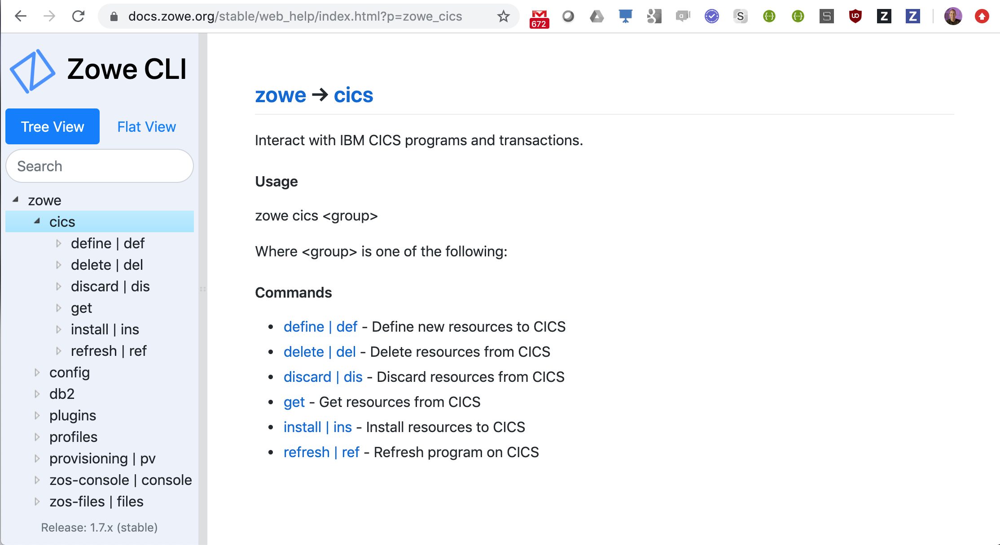 docs.zowe.org/stable/web_help/index.html?p=zowe_cics
672
a
S
{··}
{··}
S
uo
Z
Z
Zowe CLI
Tree View
Flat View
Search
zowe
cics
define | def
delete | del
discard | dis
get
install | ins
refresh | ref
config
db2
plugins
profiles
provisioning | pv
zos-console | console
zos-files | files
Release: 1.7.x (stable)
zowe → cics
Interact with IBM CICS programs and transactions.
Usage
zowe cics <group>
Where <group> is one of the following:
Commands
• define | def - Define new resources to CICS
• delete | del - Delete resources from CICS
• discard | dis - Discard resources from CICS
• get - Get resources from CICS
• install | ins - Install resources to CICS
• refresh | ref - Refresh program on CICS